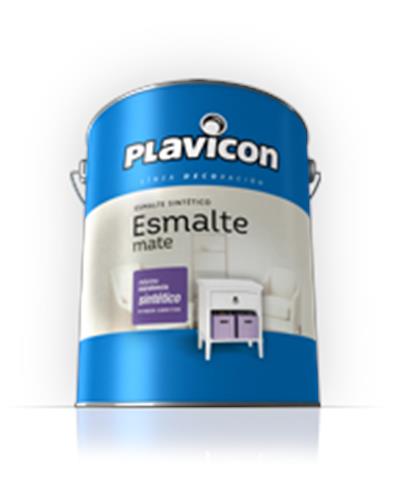 PLAVICON
LÍNEA DECORACIÓN
ESMALTE SINTÉTICO
Esmalte
mate
sintético